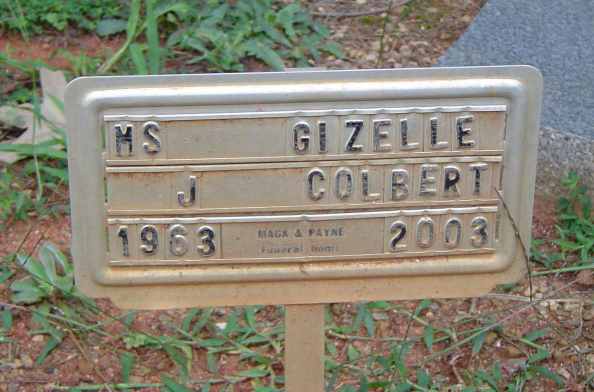 MS GIZELLE
J COLBERT
1963 MACK & PAYNE 2003
Funeral Home